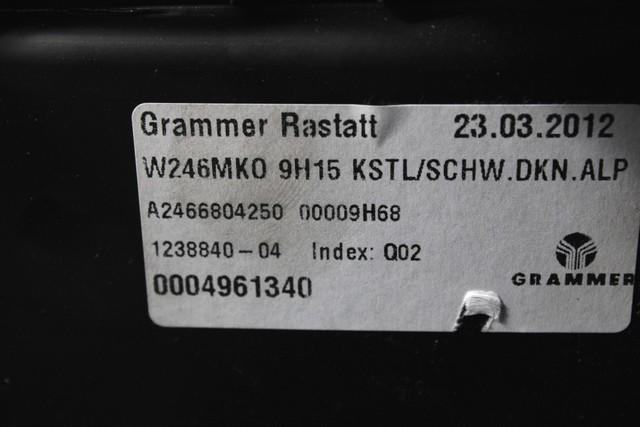 Grammer Rastatt 23.03.2012
W246MKO 9H15 KSTL/SCHW.DKN.ALP
A2466804250 00009H68
1238840-04 Index: Q02
0004961340
GRAMMER